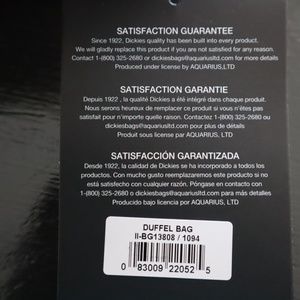 SATISFACTION GUARANTEE
Since 1922, Dickies quality has been built into every product.
We will gladly replace this product if you are not satisfied for any reason.
Contact 1-(800) 325-2680 or dickiesbags@aquariusltd.com for more details
Produced under license by AQUARIUS,LTD
SATISFACTION GARANTIE
Depuis 1922, la qualité Dickies a été intégré dans chaque produit.
Nous serons heureux de remplacer ce produit si vous n'êtes pas
satisfait pour n'importe quelle raison. Contactez 1-(800) 325-2680 ou
dickiesbags@aquariusltd.com pour plus de détails
Produit sous licence par AQUARIUS, LTD
SATISFACCIÓN GARANTIZADA
Desde 1922, la calidad de Dickies se ha incorporado a todos los
productos. Con mucho gusto reemplazaremos este producto si no
está satisfecho con cualquier razón. Póngase en contacto con
1-(800) 325-2680 o dickiesbags@aquariusltd.com para más detalles.
Producido bajo licencia por AQUARIUS, LTD
DUFFEL BAG
II-BG13808 / 1094
0 83009 22052 5